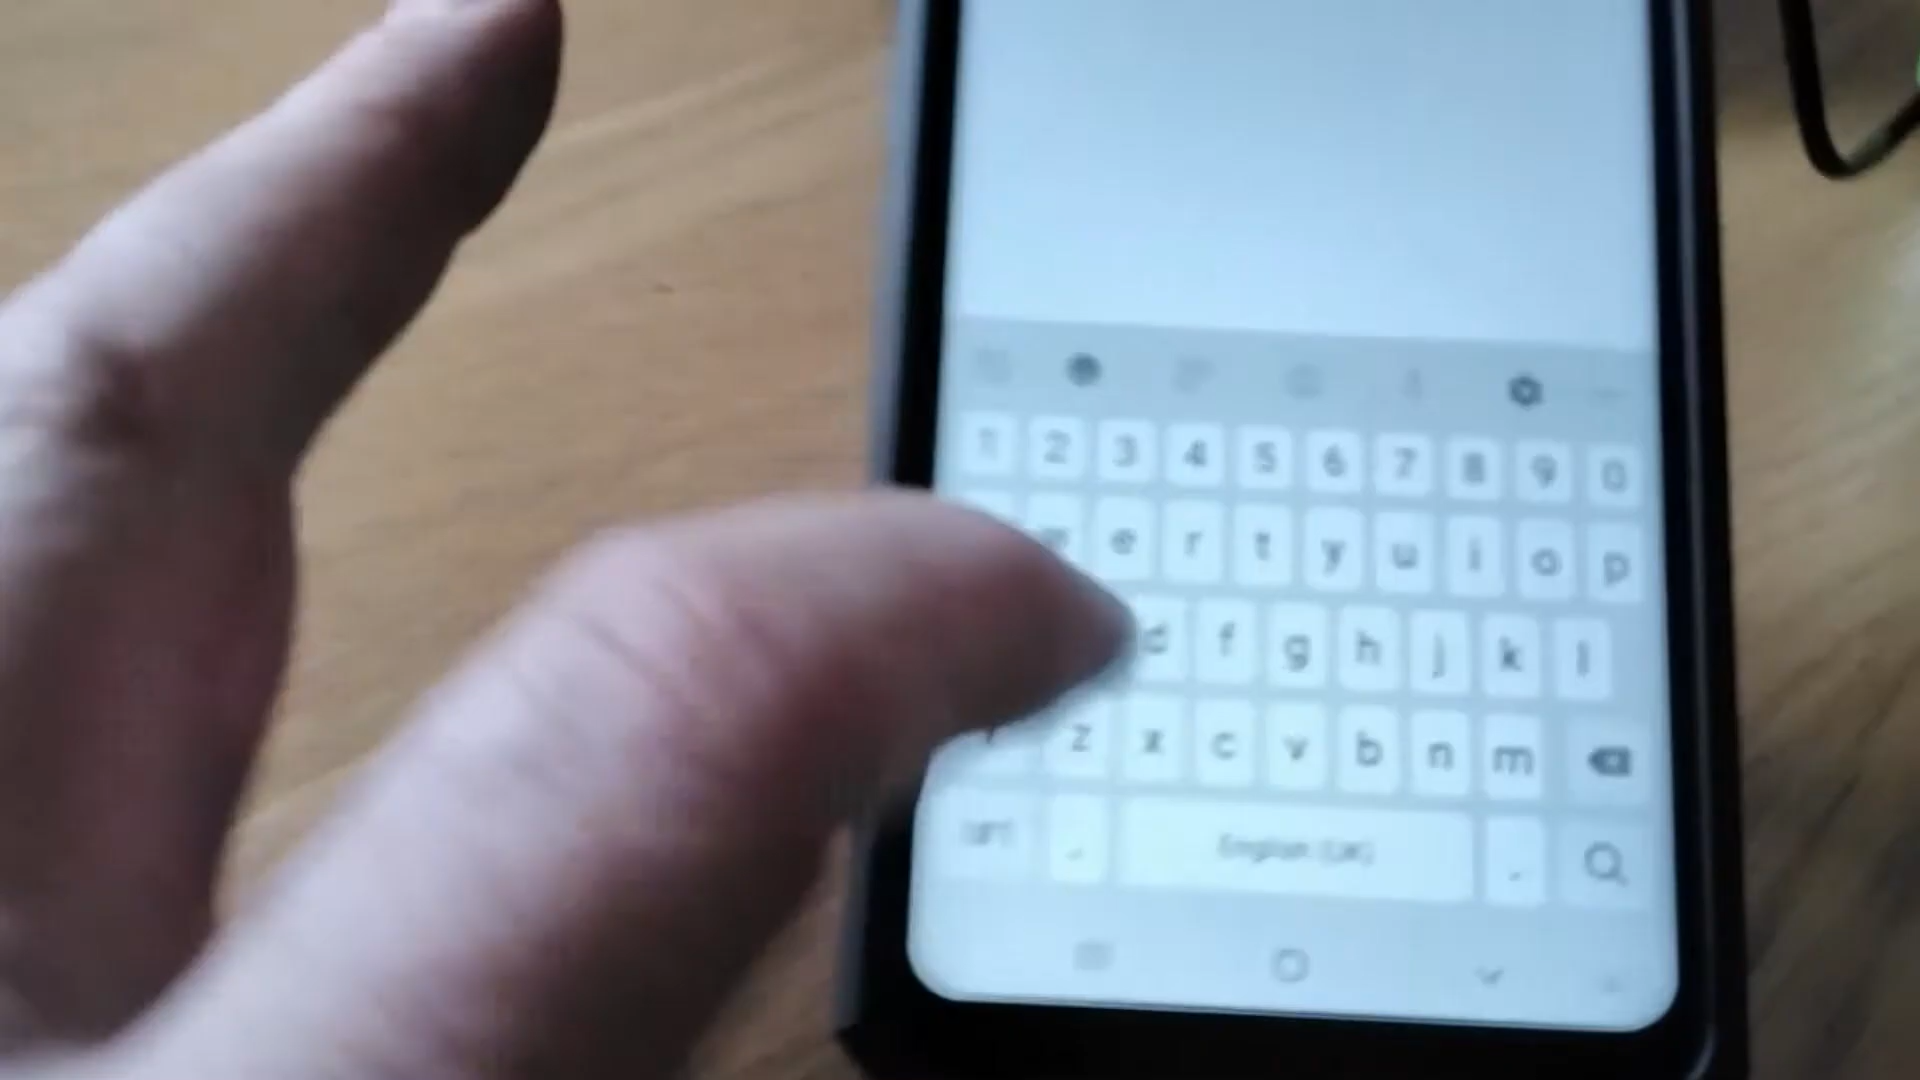 1 2 3 4 5 6 7 8 9 0
e r t y u i o p
d f g h j k l
z x c v b n m
English (UK)